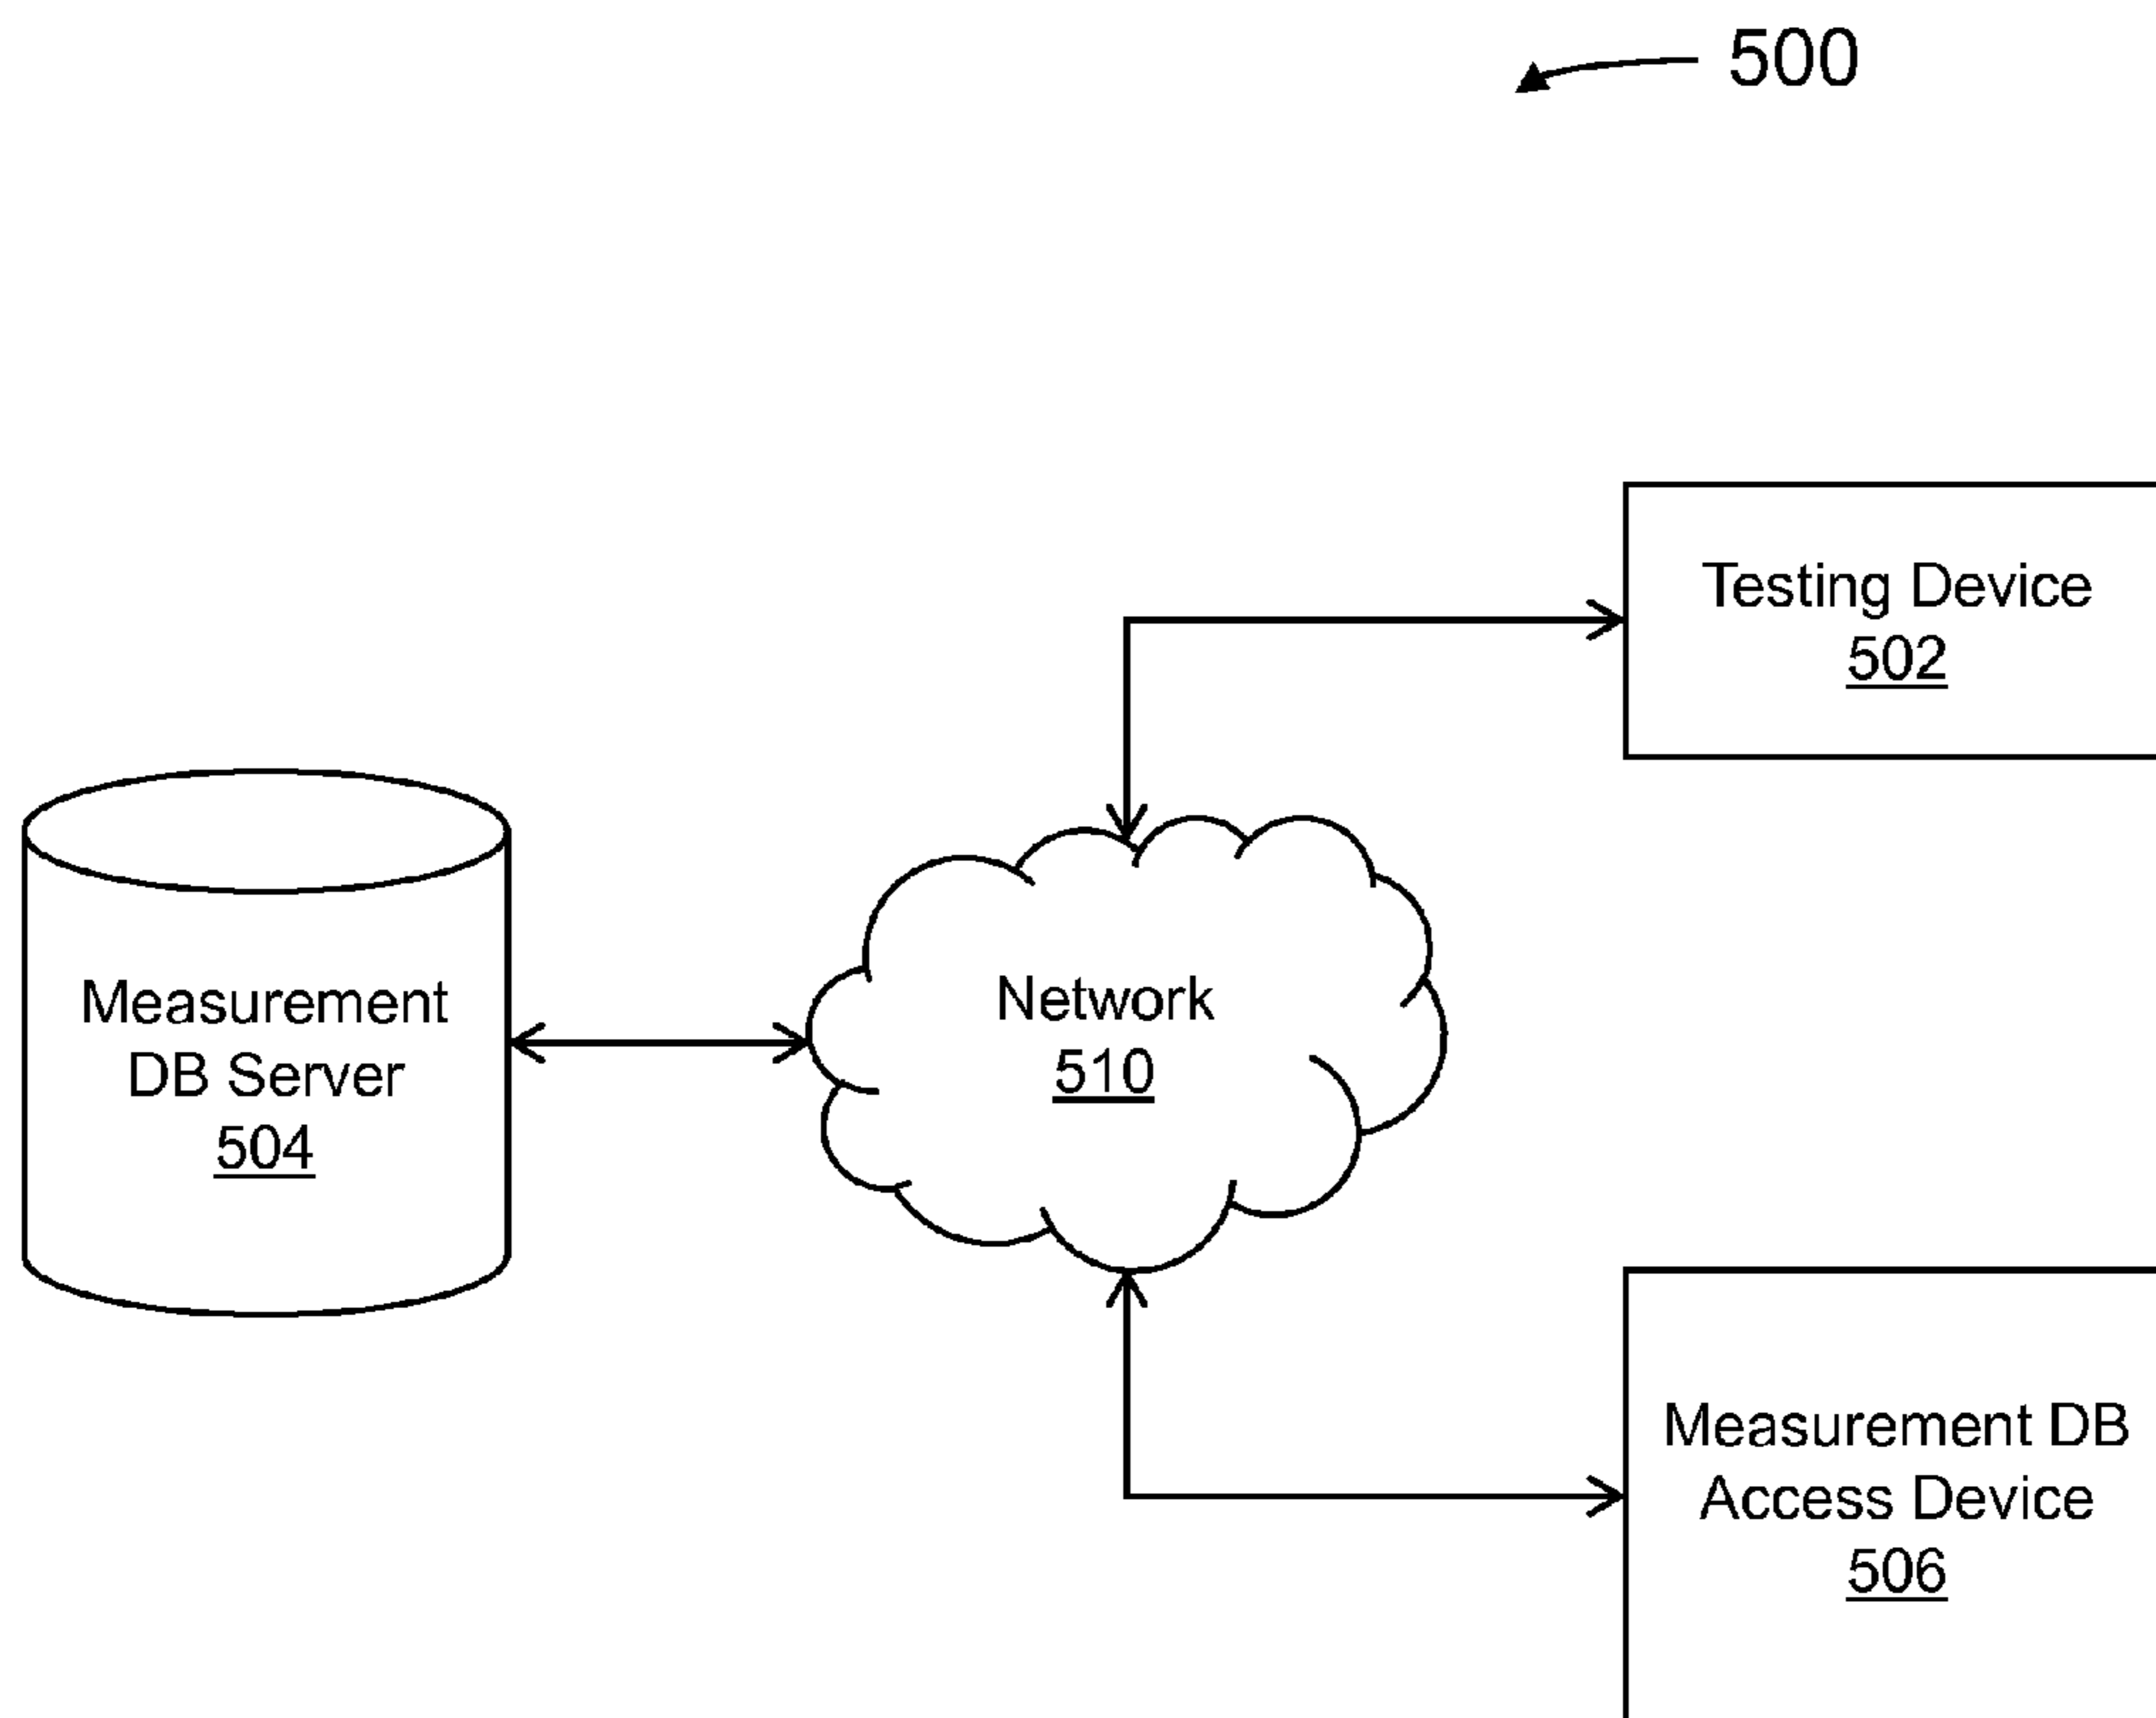 500
Testing Device
502
Measurement
DB Server
504
Network
510
Measurement DB
Access Device
506